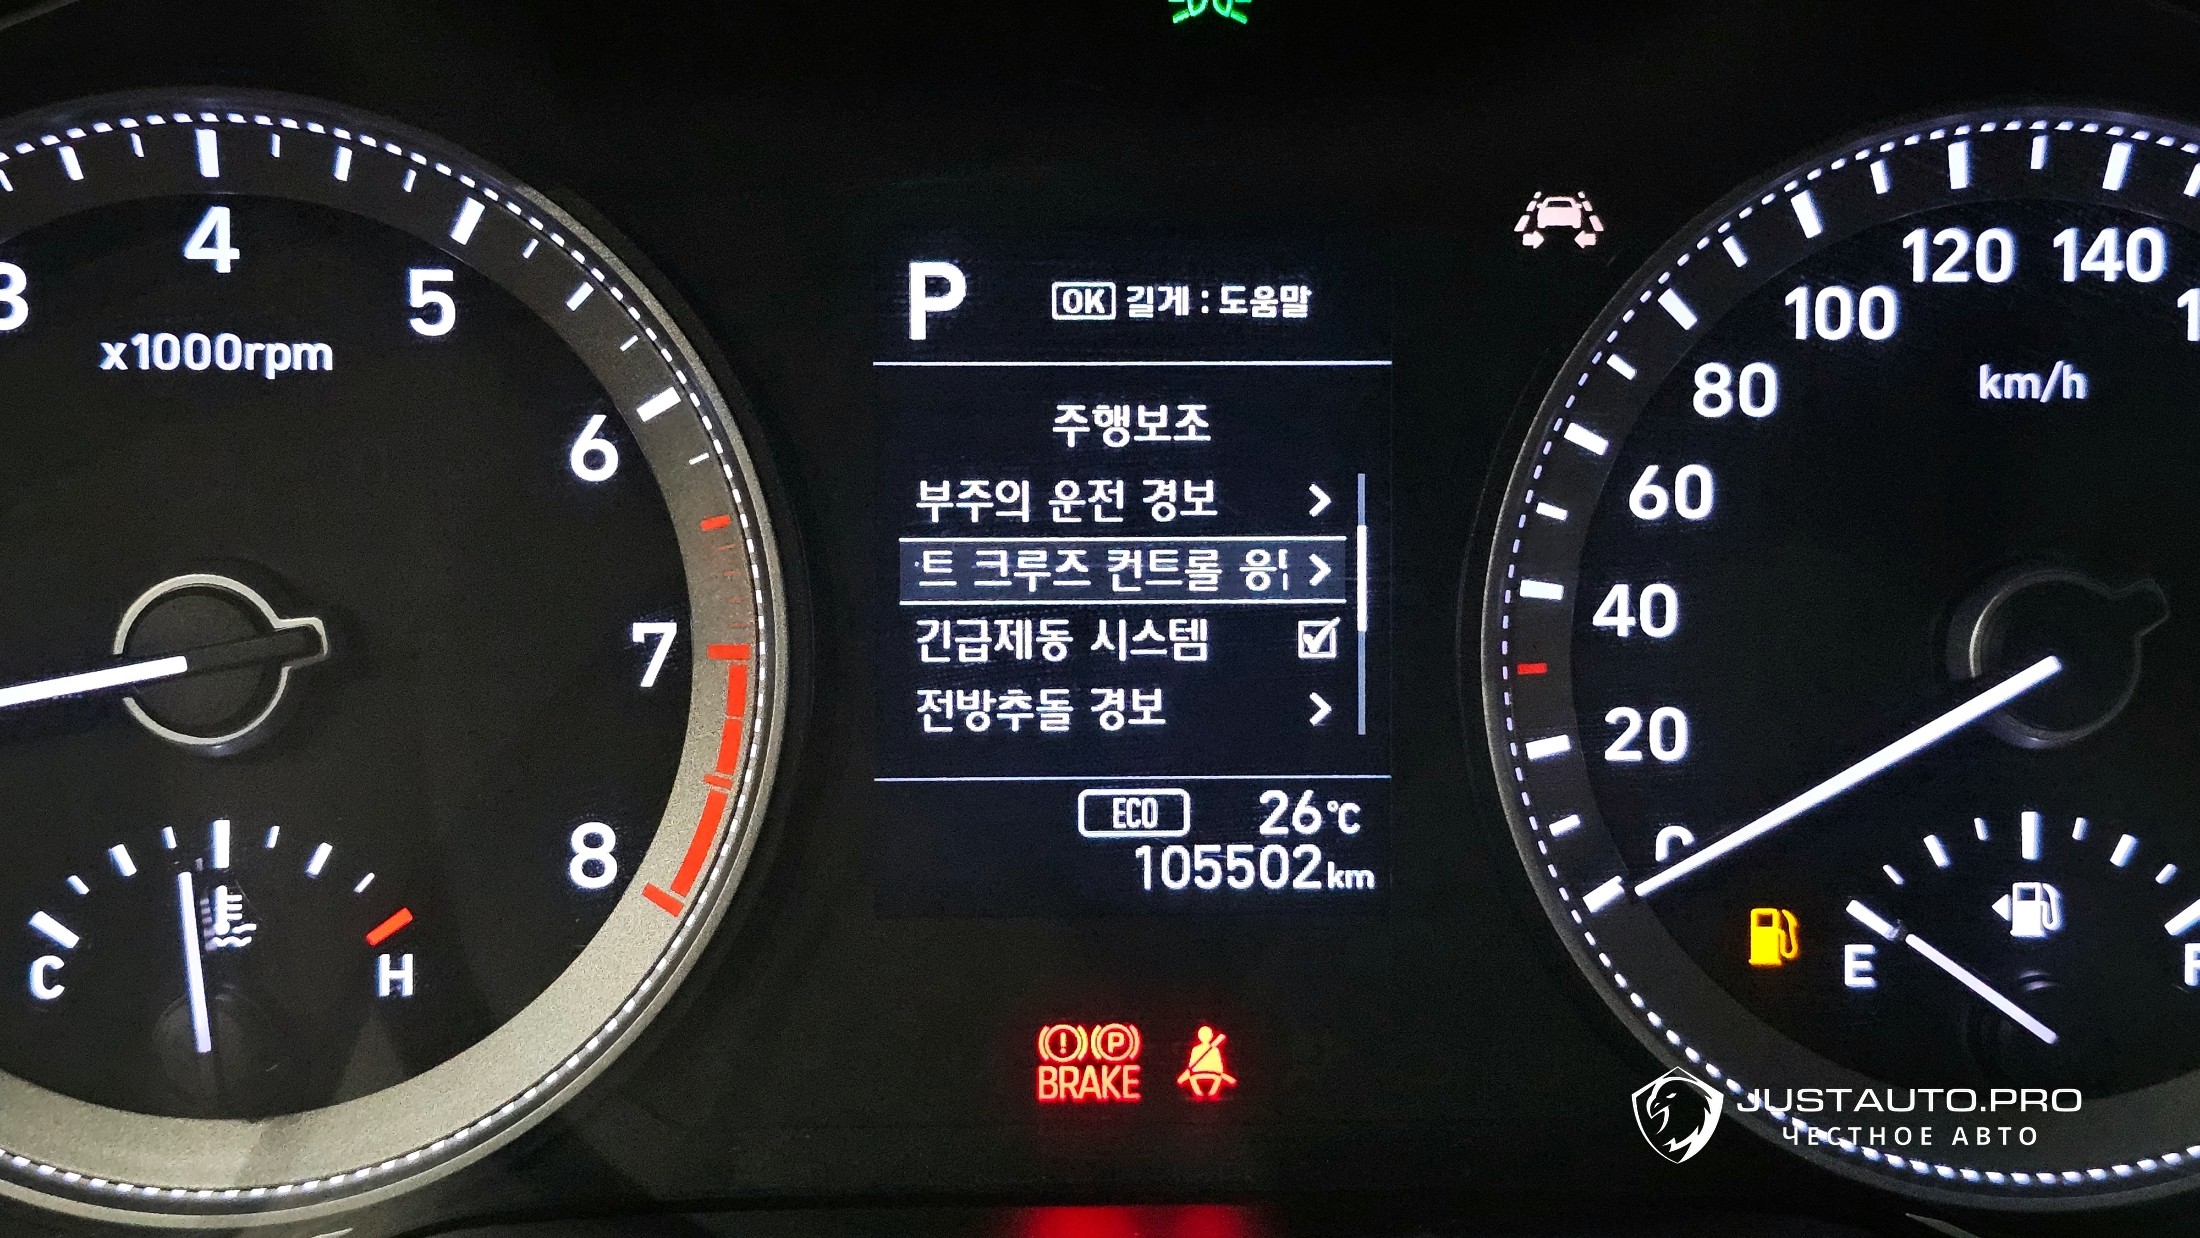 3
4
5
6
7
8
x1000rpm
C
H
P
OK 길게 : 도움말
주행보조
부주의 운전 경보
트 크루즈 컨트롤
긴급제동 시스템
전방추돌 경보
ECO 26°C
105502km
BRAKE
P
0
20
40
60
80
100
120
140
km/h
E
JUSTAUTO.PRO
ЧЕСТНОЕ АВТО